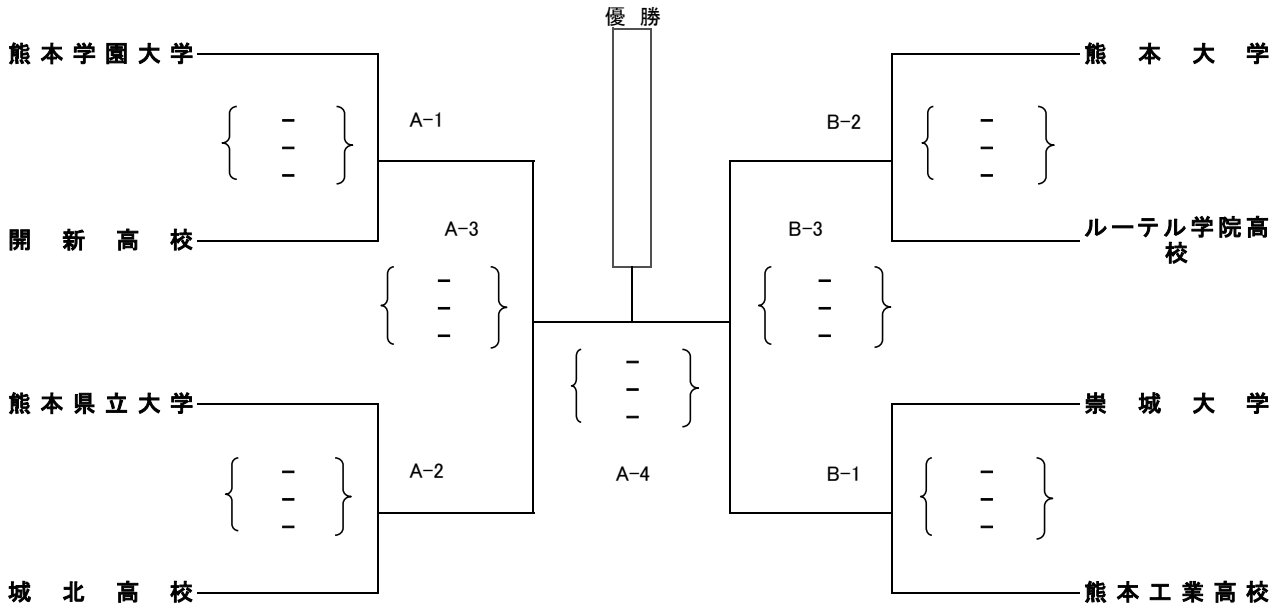 優 勝
熊本学園大学
熊本大学
A-1
B-2
{ - }
{ - }
-
-
-
-
開新高校
A-3
B-3
ルーテル学院高
校
{ - }
{ - }
-
-
-
-
{ - }
-
-
熊本県立大学
崇城大学
A-2
A-4
B-1
{ - }
{ - }
-
-
-
-
城北高校
熊本工業高校